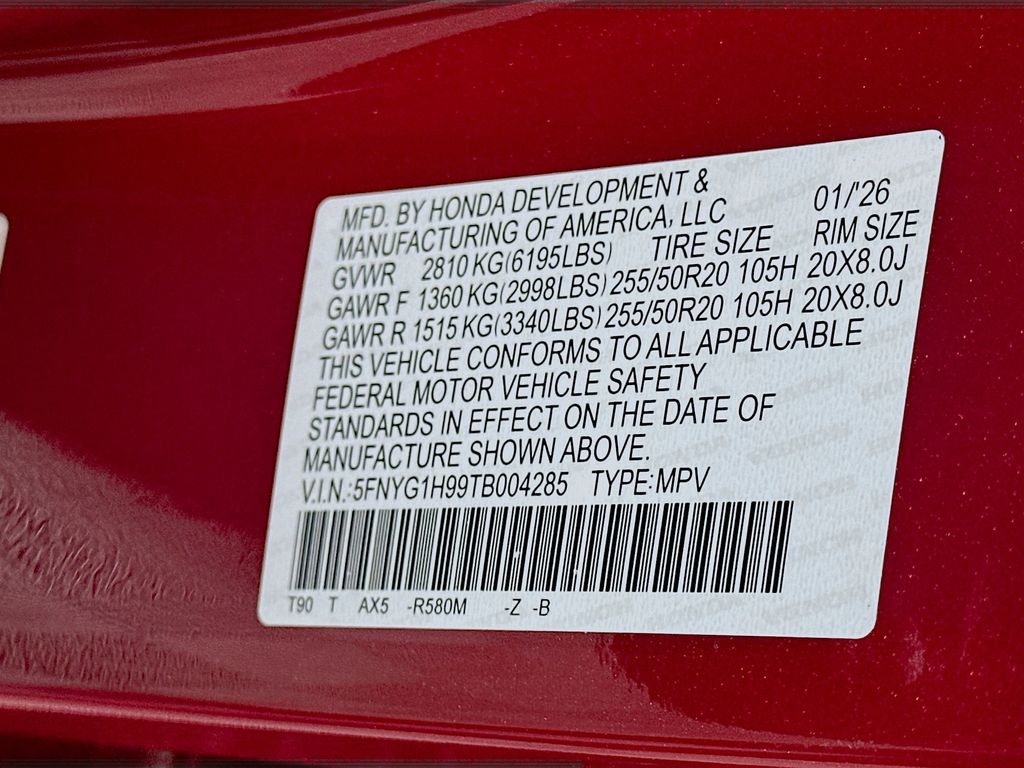 MFD. BY HONDA DEVELOPMENT &
MANUFACTURING OF AMERICA, LLC 01/'26
GVWR 2810 KG(6195LBS) TIRE SIZE RIM SIZE
GAWR F 1360 KG(2998LBS) 255/50R20 105H 20X8.0J
GAWR R 1515 KG(3340LBS) 255/50R20 105H 20X8.0J
THIS VEHICLE CONFORMS TO ALL APPLICABLE
FEDERAL MOTOR VEHICLE SAFETY
STANDARDS IN EFFECT ON THE DATE OF
MANUFACTURE SHOWN ABOVE.
V.I.N.:5FNYG1H99TB004285 TYPE:MPV
T90 T AX5 -R580M -Z -B